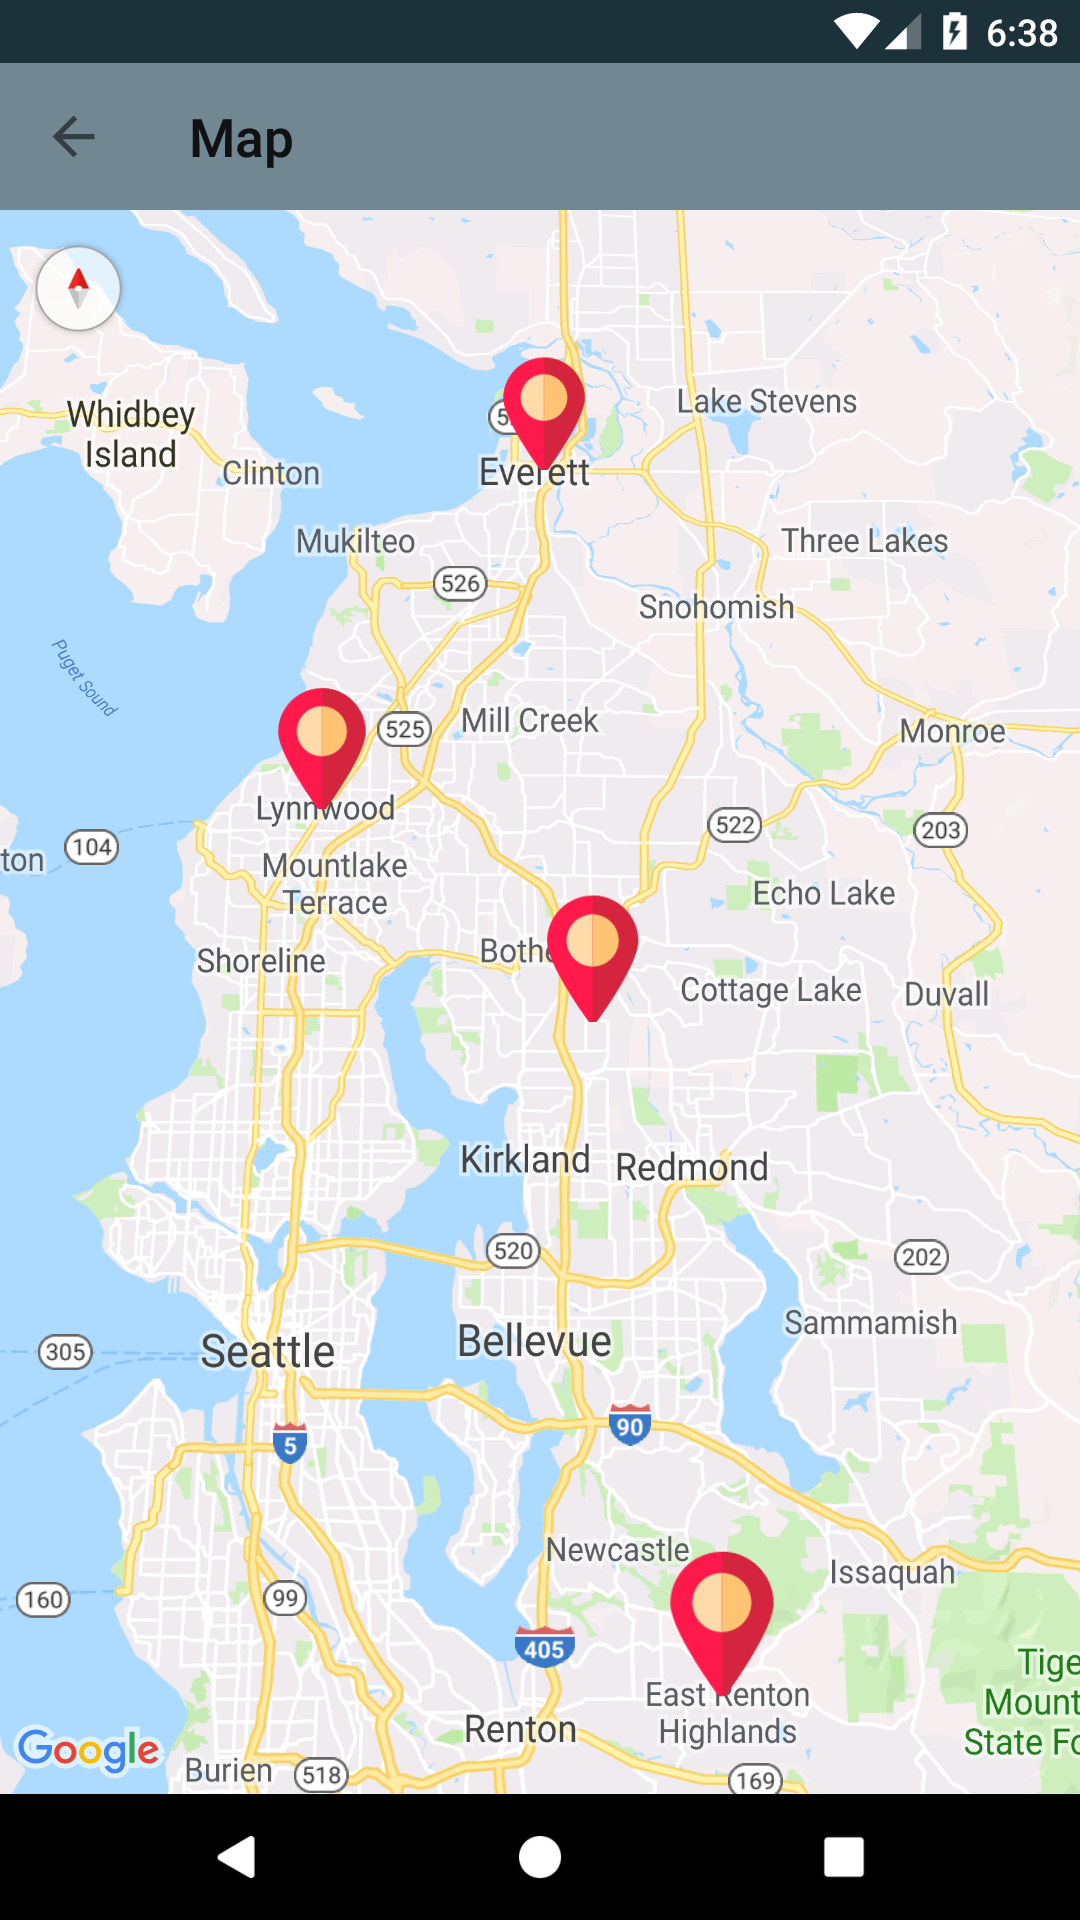 6:38
Map
Whidbey
Island
Clinton
Lake Stevens
Everett
Mukilteo
526
Three Lakes
Snohomish
Puget Sound
525
Mill Creek
Monroe
Lynnwood
522
203
104
ton
Mountlake
Terrace
Echo Lake
Shoreline
Cottage Lake
Duvall
Kirkland
Redmond
520
202
Sammamish
305
Seattle
Bellevue
90
5
Newcastle
Issaquah
160
99
405
East Renton
Highlands
Tige
Mount
State Fo
Renton
Google
Burien
518
169